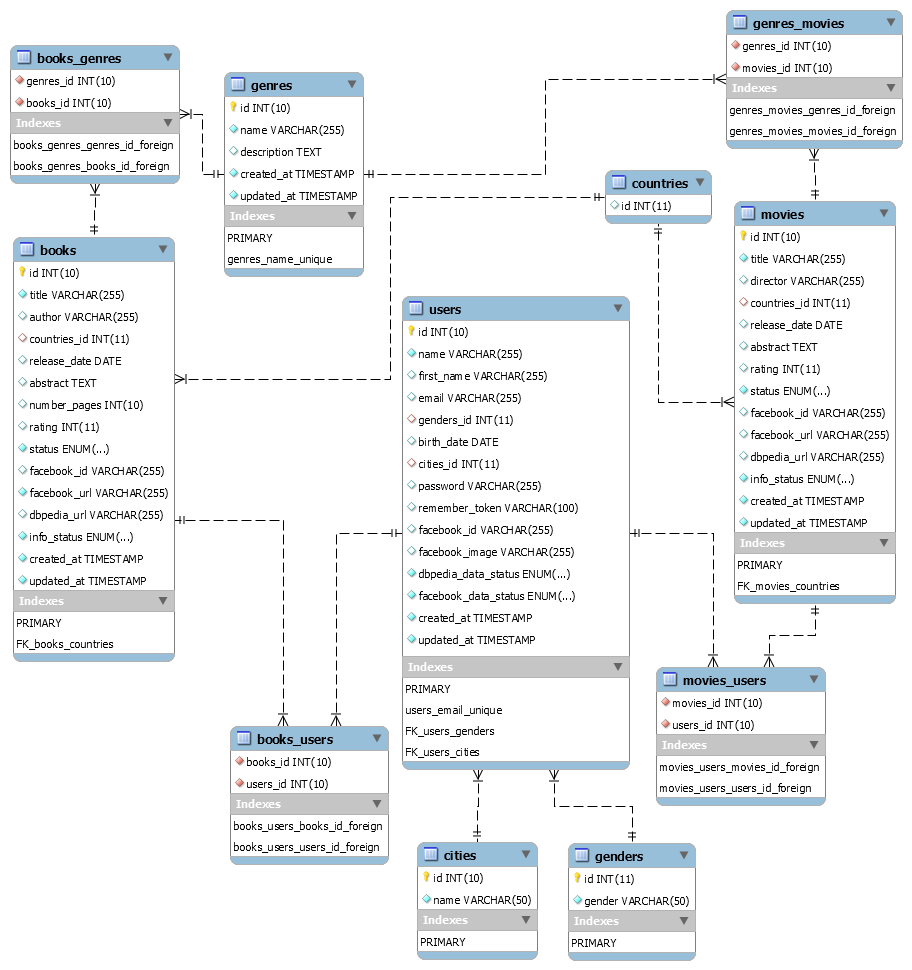 books_genres
genres_id INT(10)
books_id INT(10)
Indexes
books_genres_genres_id_foreign
books_genres_books_id_foreign
genres
id INT(10)
name VARCHAR(255)
description TEXT
created_at TIMESTAMP
updated_at TIMESTAMP
Indexes
PRIMARY
genres_name_unique
genres_movies
genres_id INT(10)
movies_id INT(10)
Indexes
genres_movies_genres_id_foreign
genres_movies_movies_id_foreign
countries
id INT(11)
books
id INT(10)
title VARCHAR(255)
author VARCHAR(255)
countries_id INT(11)
release_date DATE
abstract TEXT
number_pages INT(10)
rating INT(11)
status ENUM(...)
facebook_id VARCHAR(255)
facebook_url VARCHAR(255)
dbpedia_url VARCHAR(255)
info_status ENUM(...)
created_at TIMESTAMP
updated_at TIMESTAMP
Indexes
PRIMARY
FK_books_countries
users
id INT(10)
name VARCHAR(255)
first_name VARCHAR(255)
email VARCHAR(255)
genders_id INT(11)
birth_date DATE
cities_id INT(11)
password VARCHAR(255)
remember_token VARCHAR(100)
facebook_id VARCHAR(255)
facebook_image VARCHAR(255)
dbpedia_data_status ENUM(...)
facebook_data_status ENUM(...)
created_at TIMESTAMP
updated_at TIMESTAMP
Indexes
PRIMARY
users_email_unique
FK_users_genders
FK_users_cities
movies
id INT(10)
title VARCHAR(255)
director VARCHAR(255)
countries_id INT(11)
release_date DATE
abstract TEXT
rating INT(11)
status ENUM(...)
facebook_id VARCHAR(255)
facebook_url VARCHAR(255)
dbpedia_url VARCHAR(255)
info_status ENUM(...)
created_at TIMESTAMP
updated_at TIMESTAMP
Indexes
PRIMARY
FK_movies_countries
books_users
books_id INT(10)
users_id INT(10)
Indexes
books_users_books_id_foreign
books_users_users_id_foreign
movies_users
movies_id INT(10)
users_id INT(10)
Indexes
movies_users_movies_id_foreign
movies_users_users_id_foreign
cities
id INT(10)
name VARCHAR(50)
Indexes
PRIMARY
genders
id INT(11)
gender VARCHAR(50)
Indexes
PRIMARY